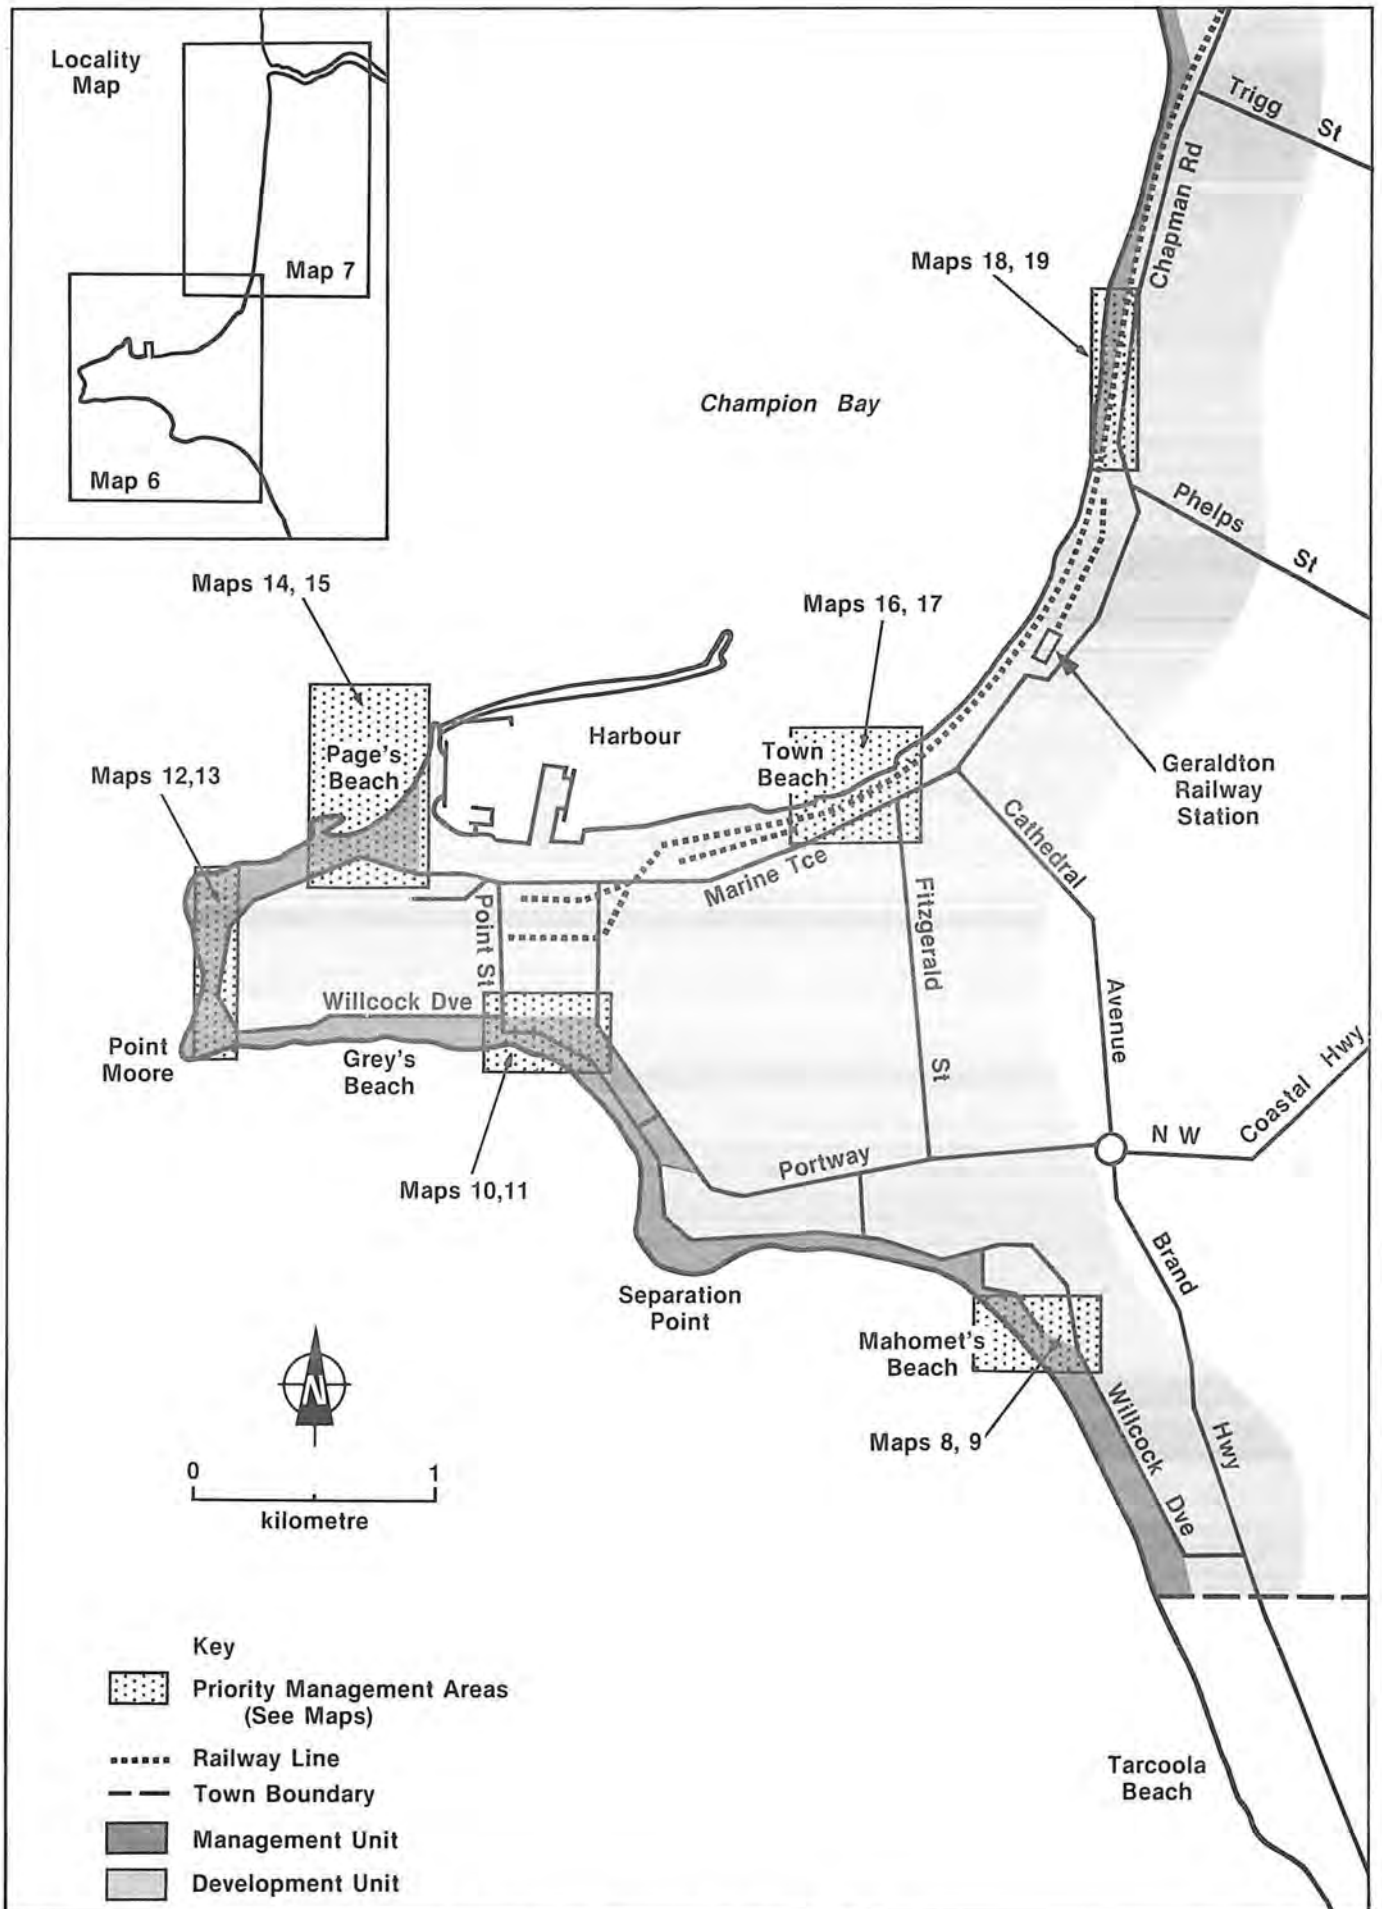 Locality
Map
Map 7
Map 6
Trigg St
Chapman Rd
Maps 18, 19
Champion Bay
Phelps St
Maps 14, 15
Maps 16, 17
Harbour
Page's
Beach
Town
Beach
Geraldton
Railway
Station
Maps 12,13
Cathedral Avenue
Marine Tce
Fitzgerald St
Point St
Willcock Dve
Point
Moore
Grey's
Beach
N W Coastal Hwy
Portway
Maps 10,11
Brand Hwy
Separation
Point
Mahomet's
Beach
Willcock Dve
Maps 8, 9
N
0 1
kilometre
Key
Priority Management Areas
(See Maps)
Railway Line
Town Boundary
Management Unit
Development Unit
Tarcoola
Beach